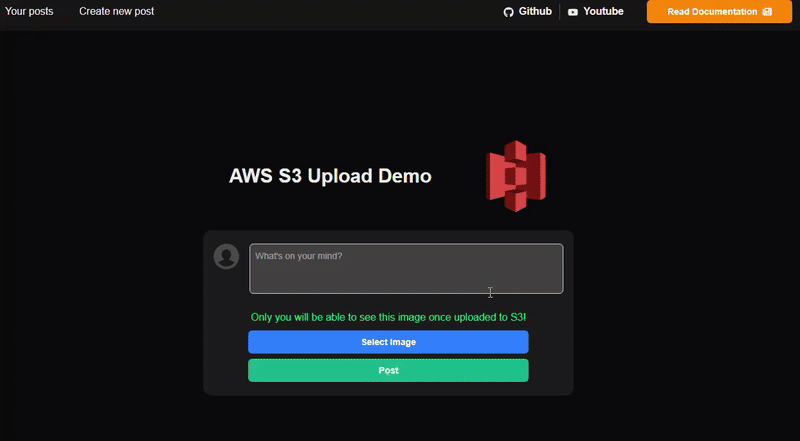 Your posts
Create new post
Github
Youtube
Read Documentation
AWS S3 Upload Demo
What's on your mind?
Only you will be able to see this image once uploaded to S3!
Select Image
Post